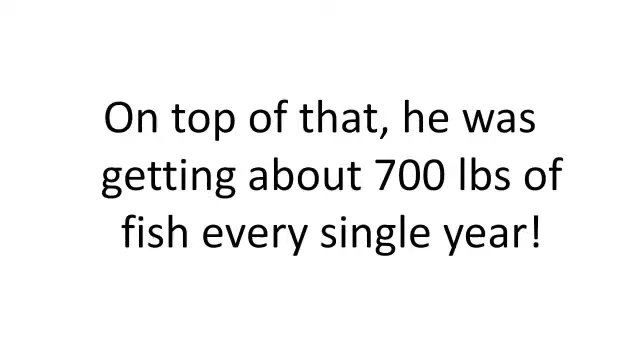 On top of that, he was
getting about 700 lbs of
fish every single year!